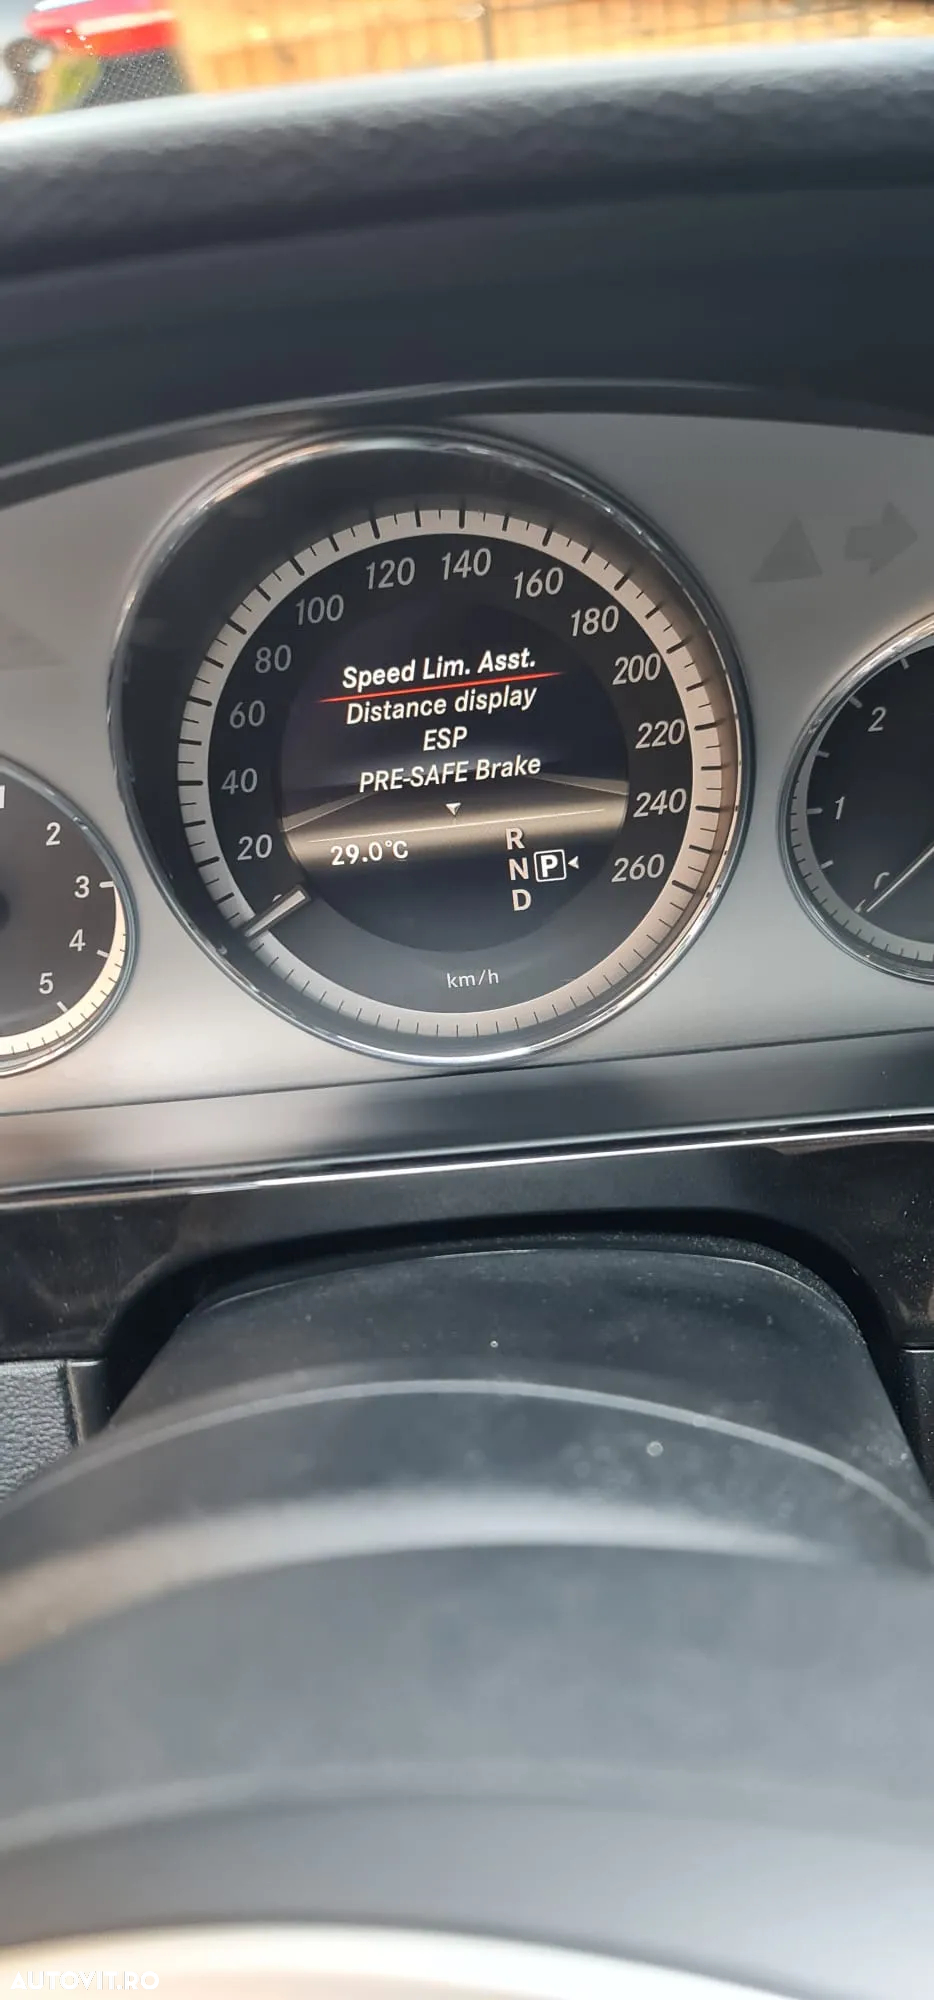 120 140
100 160
80 180
60 200
40 220
20 240
260
Speed Lim. Asst.
Distance display
ESP
PRE-SAFE Brake
29.0°C
R
N P
D
km/h
1
2
3
4
5
2
1
AUTOVIT.RO